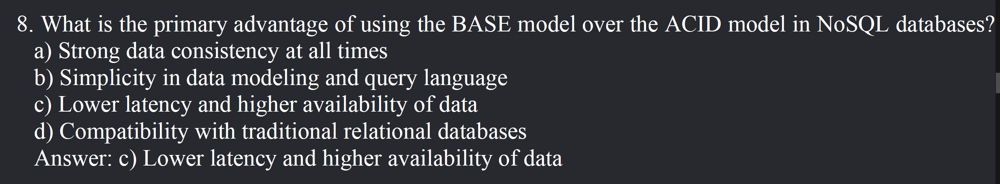 8. What is the primary advantage of using the BASE model over the ACID model in NoSQL databases?
a) Strong data consistency at all times
b) Simplicity in data modeling and query language
c) Lower latency and higher availability of data
d) Compatibility with traditional relational databases
Answer: c) Lower latency and higher availability of data